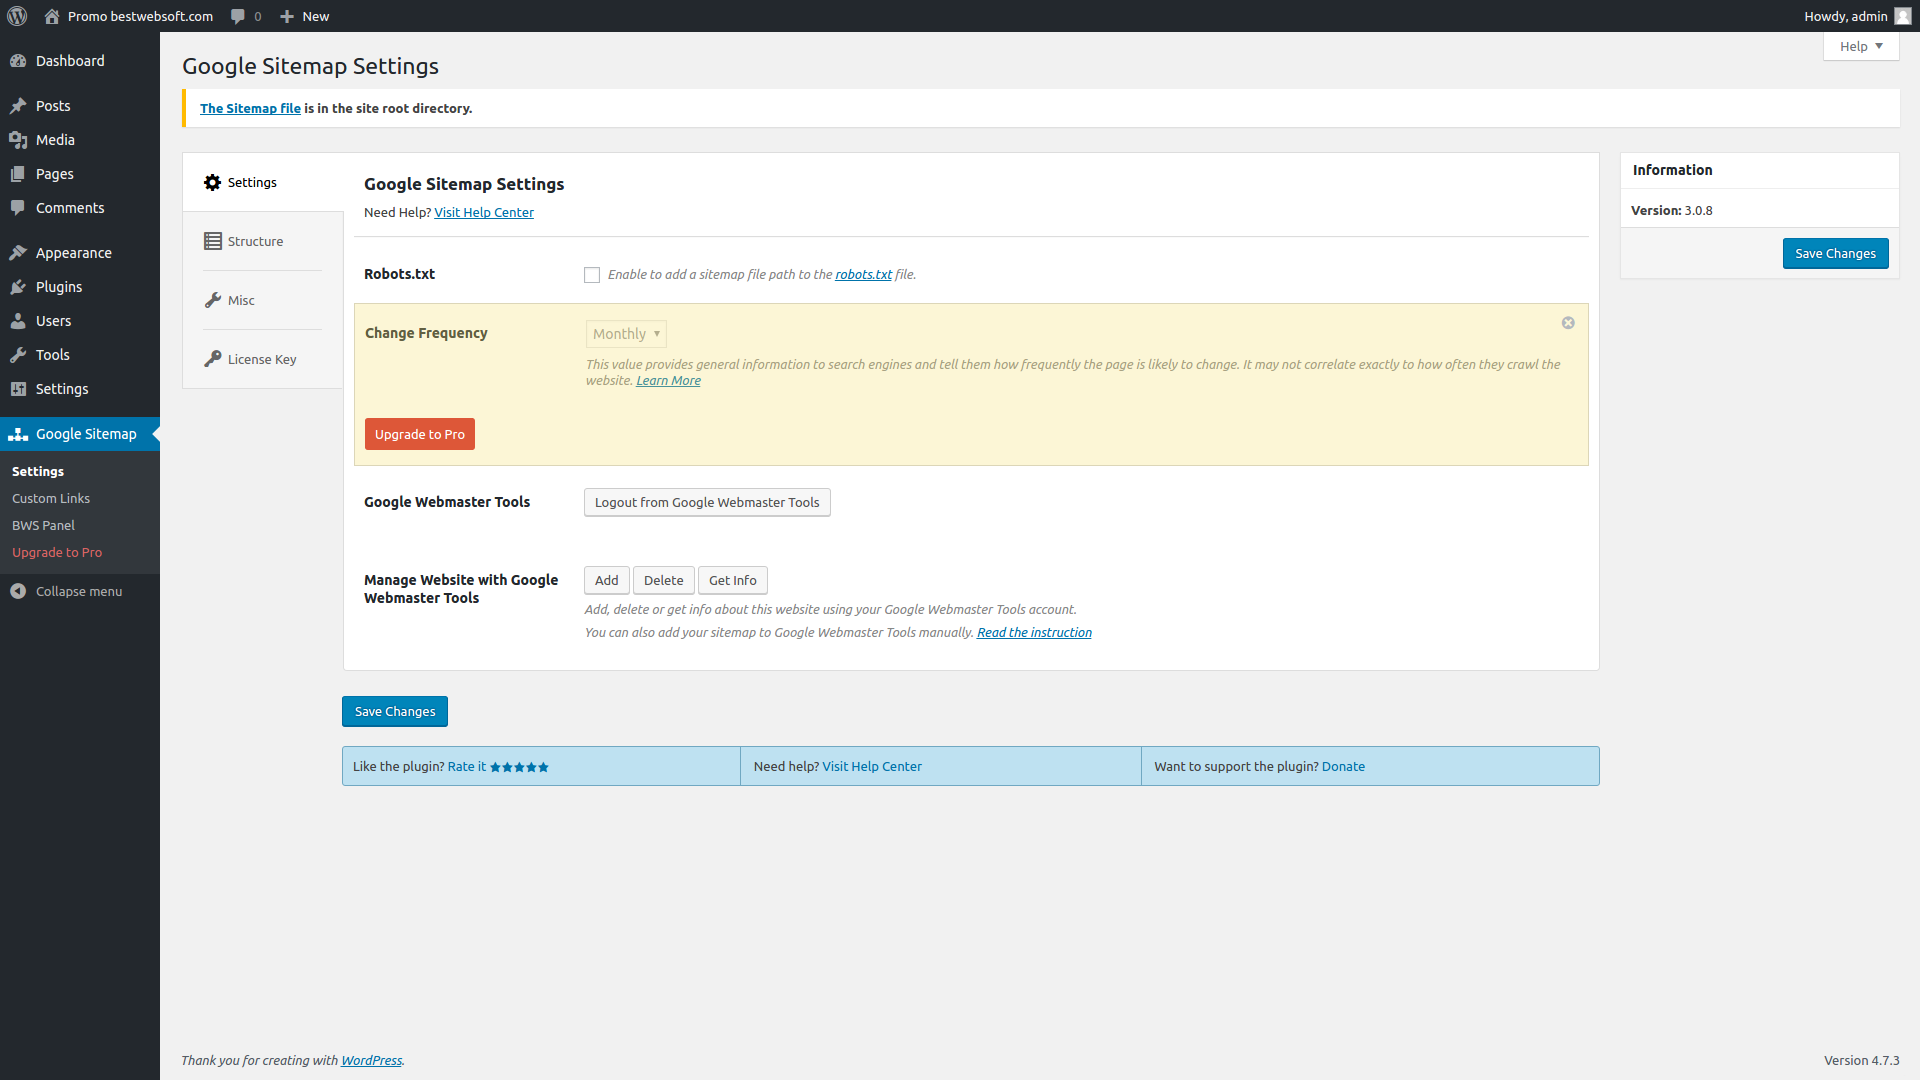 Promo bestwebsoft.com
0
New
Howdy, admin
Help
Dashboard
Posts
Media
Pages
Comments
Appearance
Plugins
Users
Tools
Settings
Google Sitemap
Settings
Custom Links
BWS Panel
Upgrade to Pro
Collapse menu
Google Sitemap Settings
The Sitemap file is in the site root directory.
Settings
Structure
Misc
License Key
Google Sitemap Settings
Need Help? Visit Help Center
Robots.txt
Enable to add a sitemap file path to the robots.txt file.
Change Frequency
Monthly
This value provides general information to search engines and tell them how frequently the page is likely to change. It may not correlate exactly to how often they crawl the
website. Learn More
Upgrade to Pro
Google Webmaster Tools
Logout from Google Webmaster Tools
Manage Website with Google
Webmaster Tools
Add
Delete
Get Info
Add, delete or get info about this website using your Google Webmaster Tools account.
You can also add your sitemap to Google Webmaster Tools manually. Read the instruction
Save Changes
Like the plugin? Rate it
Need help? Visit Help Center
Want to support the plugin? Donate
Information
Version: 3.0.8
Save Changes
Thank you for creating with WordPress.
Version 4.7.3